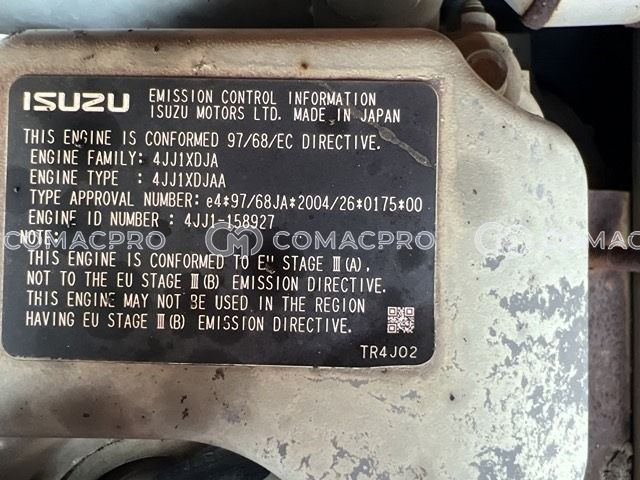 ISUZU
EMISSION CONTROL INFORMATION
ISUZU MOTORS LTD. MADE IN JAPAN
THIS ENGINE IS CONFORMED 97/68/EC DIRECTIVE.
ENGINE FAMILY: 4JJ1XDJA
ENGINE TYPE : 4JJ1XDJAA
TYPE APPROVAL NUMBER: e4*97/68JA*2004/26*0175*00
ENGINE ID NUMBER : 4JJ1-158927
NOTE:
COMACPRO COMACPRO COMACPRO
THIS ENGINE IS CONFORMED TO EU STAGE Ⅲ(A),
NOT TO THE EU STAGE Ⅲ(B) EMISSION DIRECTIVE.
THIS ENGINE MAY NOT BE USED IN THE REGION
HAVING EU STAGE Ⅲ(B) EMISSION DIRECTIVE.
TR4J02